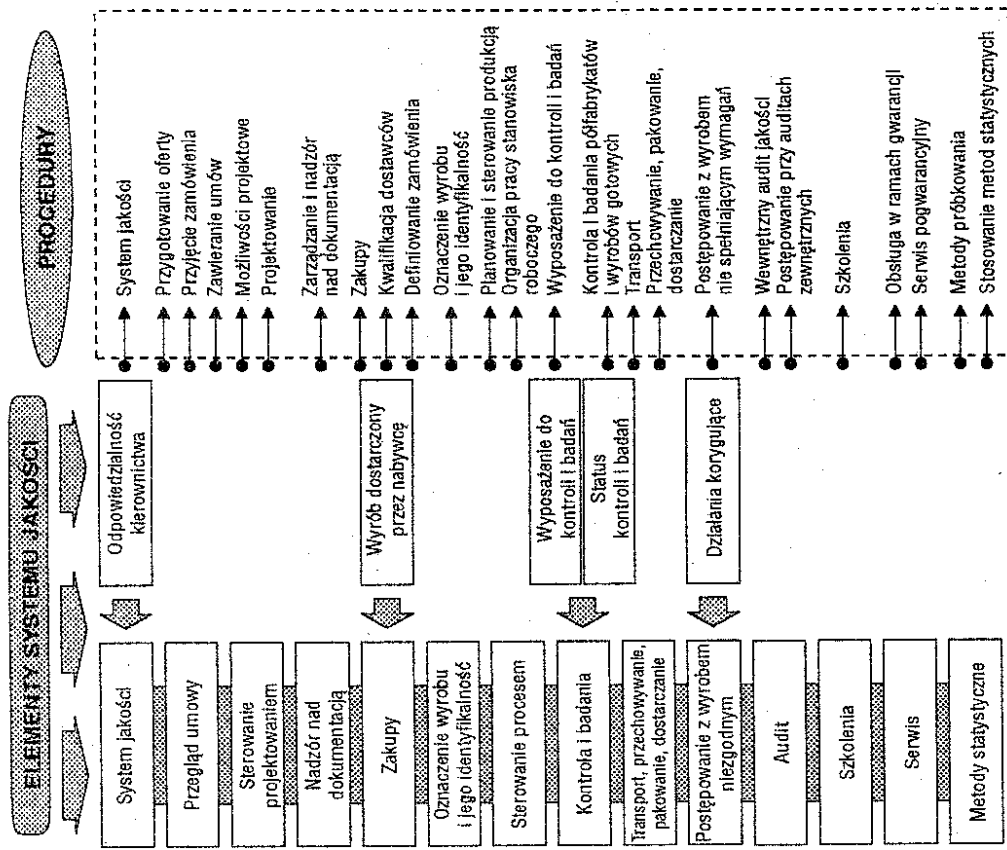 ELEMENTY SYSTEMU JAKOŚCI
PROCEDURY
System jakości
Przegląd umowy
Sterowanie
projektowaniem
Nadzór nad
dokumentacją
Zakupy
Oznaczenie wyrobu
i jego identyfikalność
Sterowanie procesem
Kontrola i badania
Transport, przechowywanie,
pakowanie, dostarczanie
Postępowanie z wyrobem
niezgodnym
Audit
Szkolenia
Serwis
Metody statystyczne
Odpowiedzialność
kierownictwa
Wyrób dostarczony
przez nabywcę
Wyposażenie do
kontroli i badań
Status
kontroli i badań
Działania korygujące
System jakości
Przygotowanie oferty
Przyjęcie zamówienia
Zawieranie umów
Możliwości projektowe
Projektowanie
Zarządzanie i nadzór
nad dokumentacją
Zakupy
Kwalifikacja dostawców
Definiowanie zamówienia
Oznaczenie wyrobu
i jego identyfikalność
Planowanie i sterowanie produkcją
Organizacja pracy stanowiska
roboczego
Wyposażenie do kontroli i badań
Kontrola i badania półfabrykatów
i wyrobów gotowych
Transport
Przechowywanie, pakowanie,
dostarczanie
Postępowanie z wyrobem
nie spełniającym wymagań
Wewnętrzny audit jakości
Postępowanie przy auditach
zewnętrznych
Szkolenia
Obsługa w ramach gwarancji
Serwis pogwarancyjny
Metody próbkowania
Stosowanie metod statystycznych